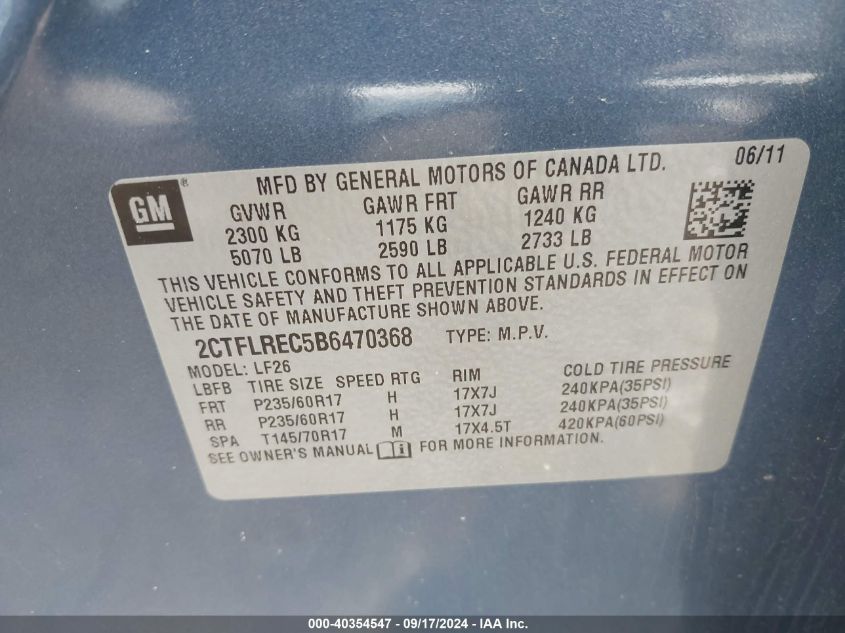 06/11
GM ®
MFD BY GENERAL MOTORS OF CANADA LTD.
GVWR GAWR FRT GAWR RR
2300 KG 1175 KG 1240 KG
5070 LB 2590 LB 2733 LB
THIS VEHICLE CONFORMS TO ALL APPLICABLE U.S. FEDERAL MOTOR
VEHICLE SAFETY AND THEFT PREVENTION STANDARDS IN EFFECT ON
THE DATE OF MANUFACTURE SHOWN ABOVE.
2CTFLREC5B6470368 TYPE: M.P.V.
MODEL: LF26
LBFB TIRE SIZE SPEED RTG RIM COLD TIRE PRESSURE
FRT P235/60R17 H 17X7J 240KPA(35PSI)
RR P235/60R17 H 17X7J 240KPA(35PSI)
SPA T145/70R17 M 17X4.5T 420KPA(60PSI)
SEE OWNER'S MANUAL i FOR MORE INFORMATION.
000-40354547 - 09/17/2024 - IAA Inc.